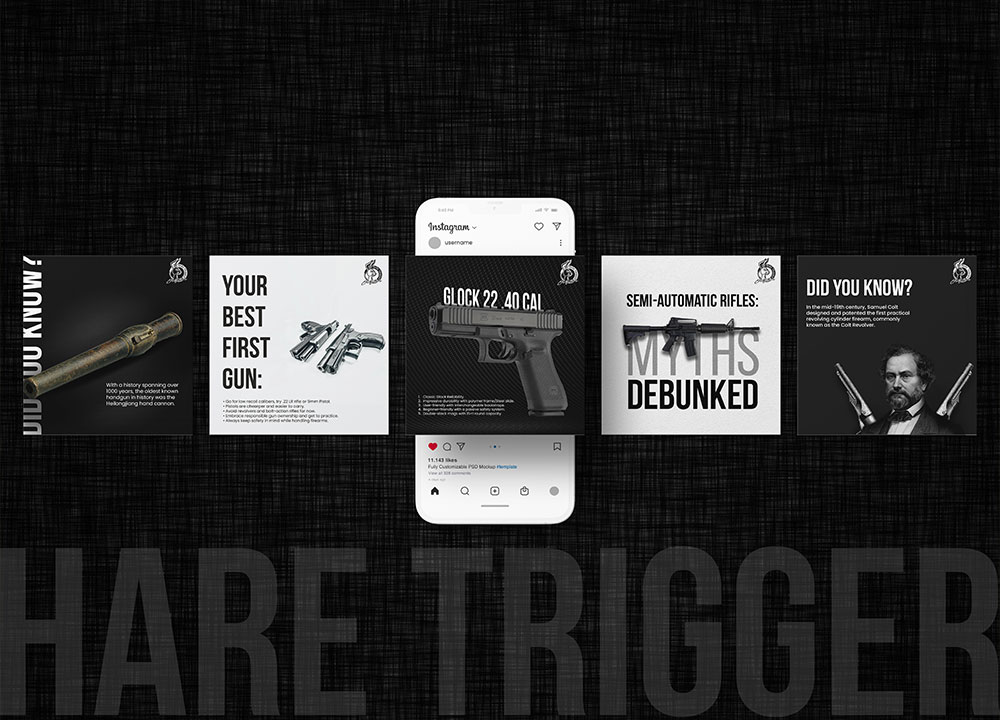 9:45 PM
Instagram
username
DID YOU KNOW?
With a history spanning over
1000 years, the oldest known
handgun in history was the
Heilongjiang hand cannon.
YOUR
BEST
FIRST
GUN:
• Go for low recoil calibers, try .22 LR rifle or 9mm Pistol.
• Pistols are cheaper and easier to carry.
• Avoid revolvers and bolt-action rifles for now.
• Embrace responsible gun ownership and get to practice.
• Always keep safety in mind while handling firearms.
GLOCK 22 .40 CAL
1. Classic Glock Reliability.
2. Impressive durability with polymer frame/Steel slide.
3. User-friendly with interchangeable backstraps.
4. Beginner-friendly with a passive safety system.
5. Double-stack mags with 15+1 round capacity
SEMI-AUTOMATIC RIFLES:
MYTHS
DEBUNKED
DID YOU KNOW?
In the mid-19th century, Samuel Colt
designed and patented the first practical
revolving cylinder firearm, commonly
known as the Colt Revolver.
11,143 likes
Fully Customizable PSD Mockup #template
HARE TRIGGER